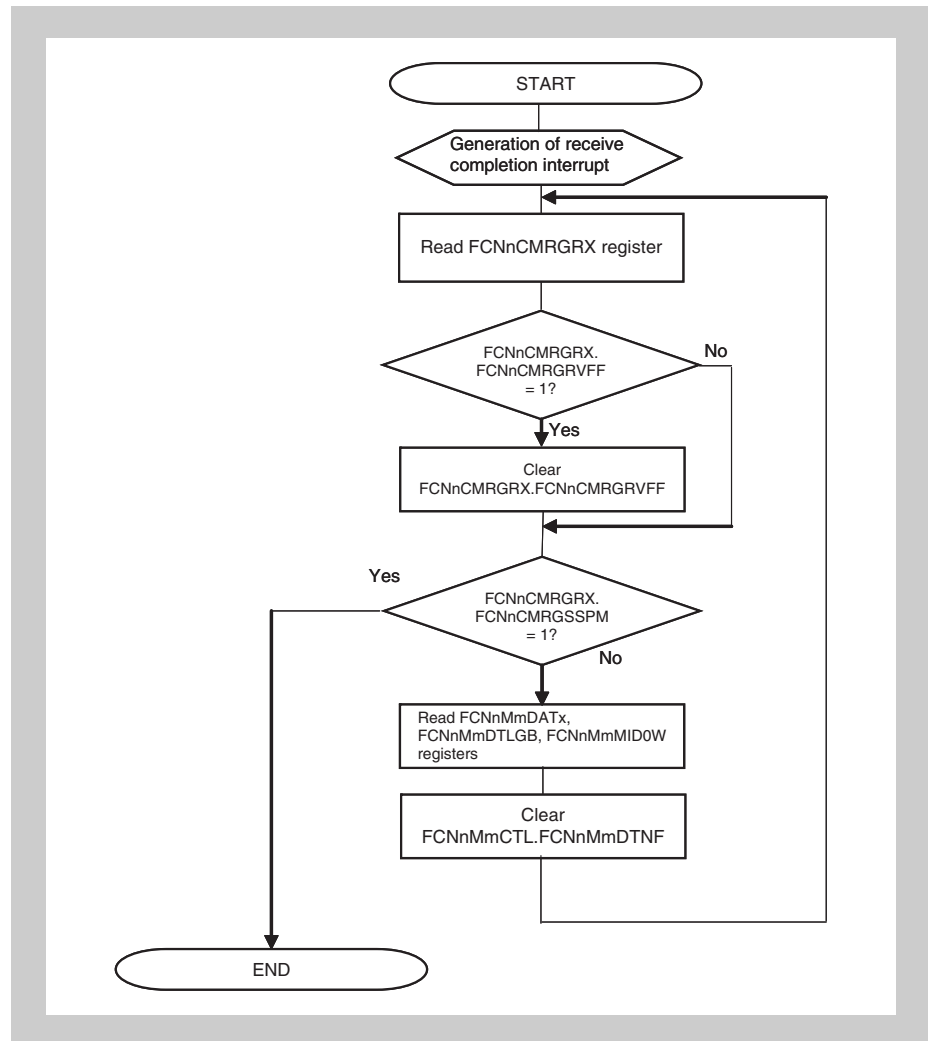 START
Generation of receive
completion interrupt
Read FCNnCMRGRX register
FCNnCMRGRX.
FCNnCMRGRVFF
= 1?
No
Yes
Clear
FCNnCMRGRX.FCNnCMRGRVFF
Yes
FCNnCMRGRX.
FCNnCMRGSSPM
= 1?
No
Read FCNnMmDATx,
FCNnMmDTLGB, FCNnMmMID0W
registers
Clear
FCNnMmCTL.FCNnMmDTNF
END